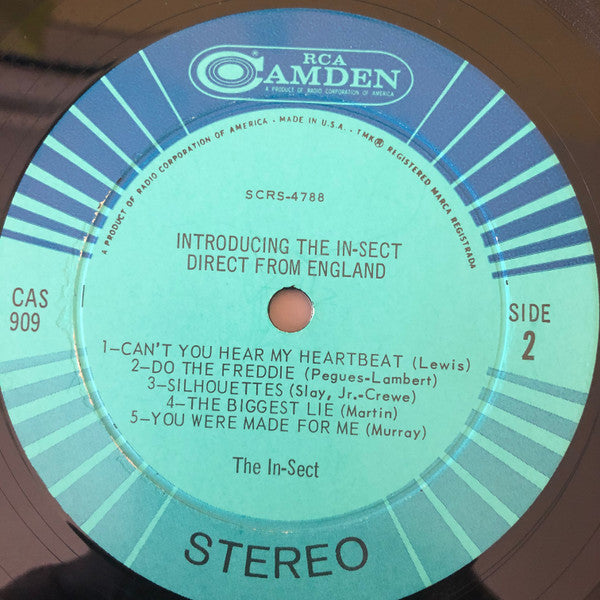 RCA
CAMDEN
A PRODUCT OF RADIO CORPORATION OF AMERICA
A PRODUCT OF RADIO CORPORATION OF AMERICA - MADE IN U.S.A. - TMK® REGISTERED MARCA REGISTRADA
SCRS-4788
INTRODUCING THE IN-SECT
DIRECT FROM ENGLAND
CAS
909
SIDE
2
1—CAN'T YOU HEAR MY HEARTBEAT (Lewis)
2—DO THE FREDDIE (Pegues-Lambert)
3—SILHOUETTES (Slay, Jr.-Crewe)
4—THE BIGGEST LIE (Martin)
5—YOU WERE MADE FOR ME (Murray)
The In-Sect
STEREO